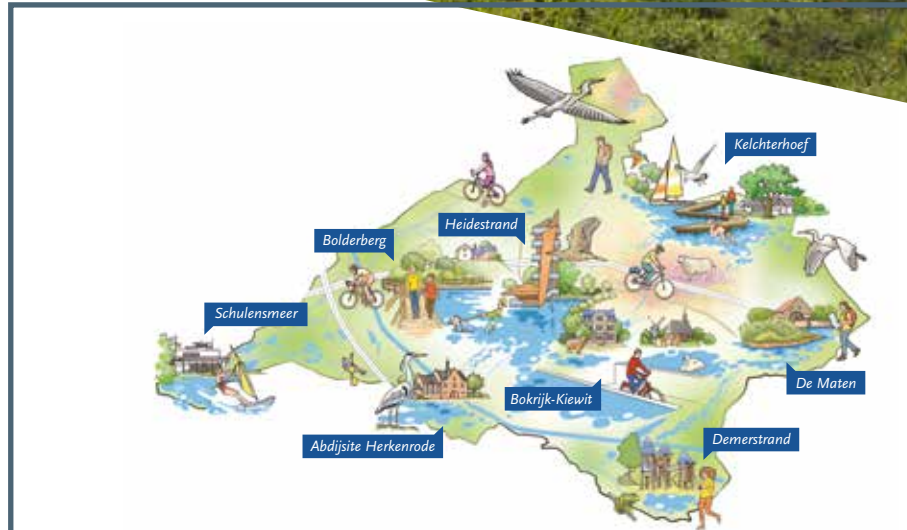 Kelchterhoef
Heidestrand
Bolderberg
Schulensmeer
De Maten
Bokrijk-Kiewit
Abdijsite Herkenrode
Demerstrand